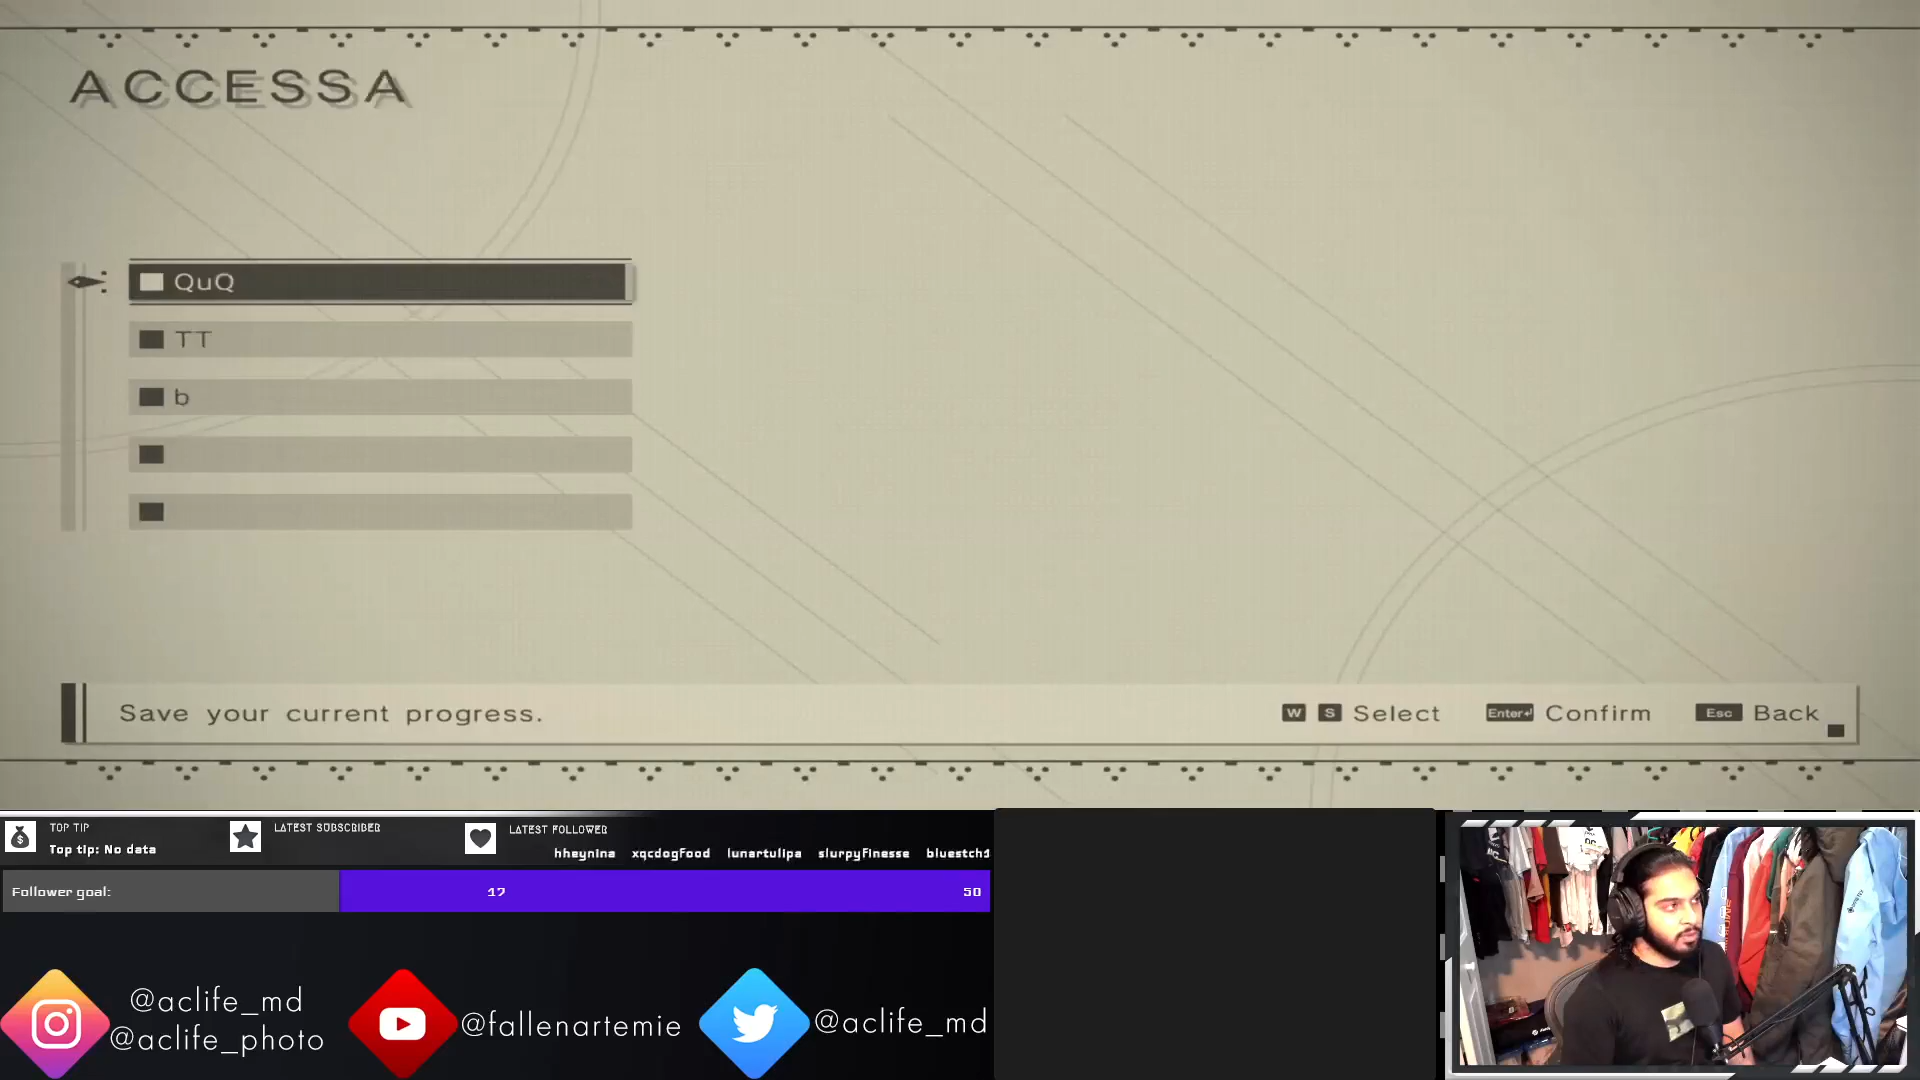 ACCESSA
QuQ
TT
b
Save your current progress.
W S Select Enter Confirm Esc Back
TOP TIP
Top tip: No data
LATEST SUBSCRIBER
LATEST FOLLOWER
hheynina xqcdogfood lunartulipa slurpyfinesse bluestch1
Follower goal: 17 50
@aclife_md
@aclife_photo
@fallenartemie
@aclife_md